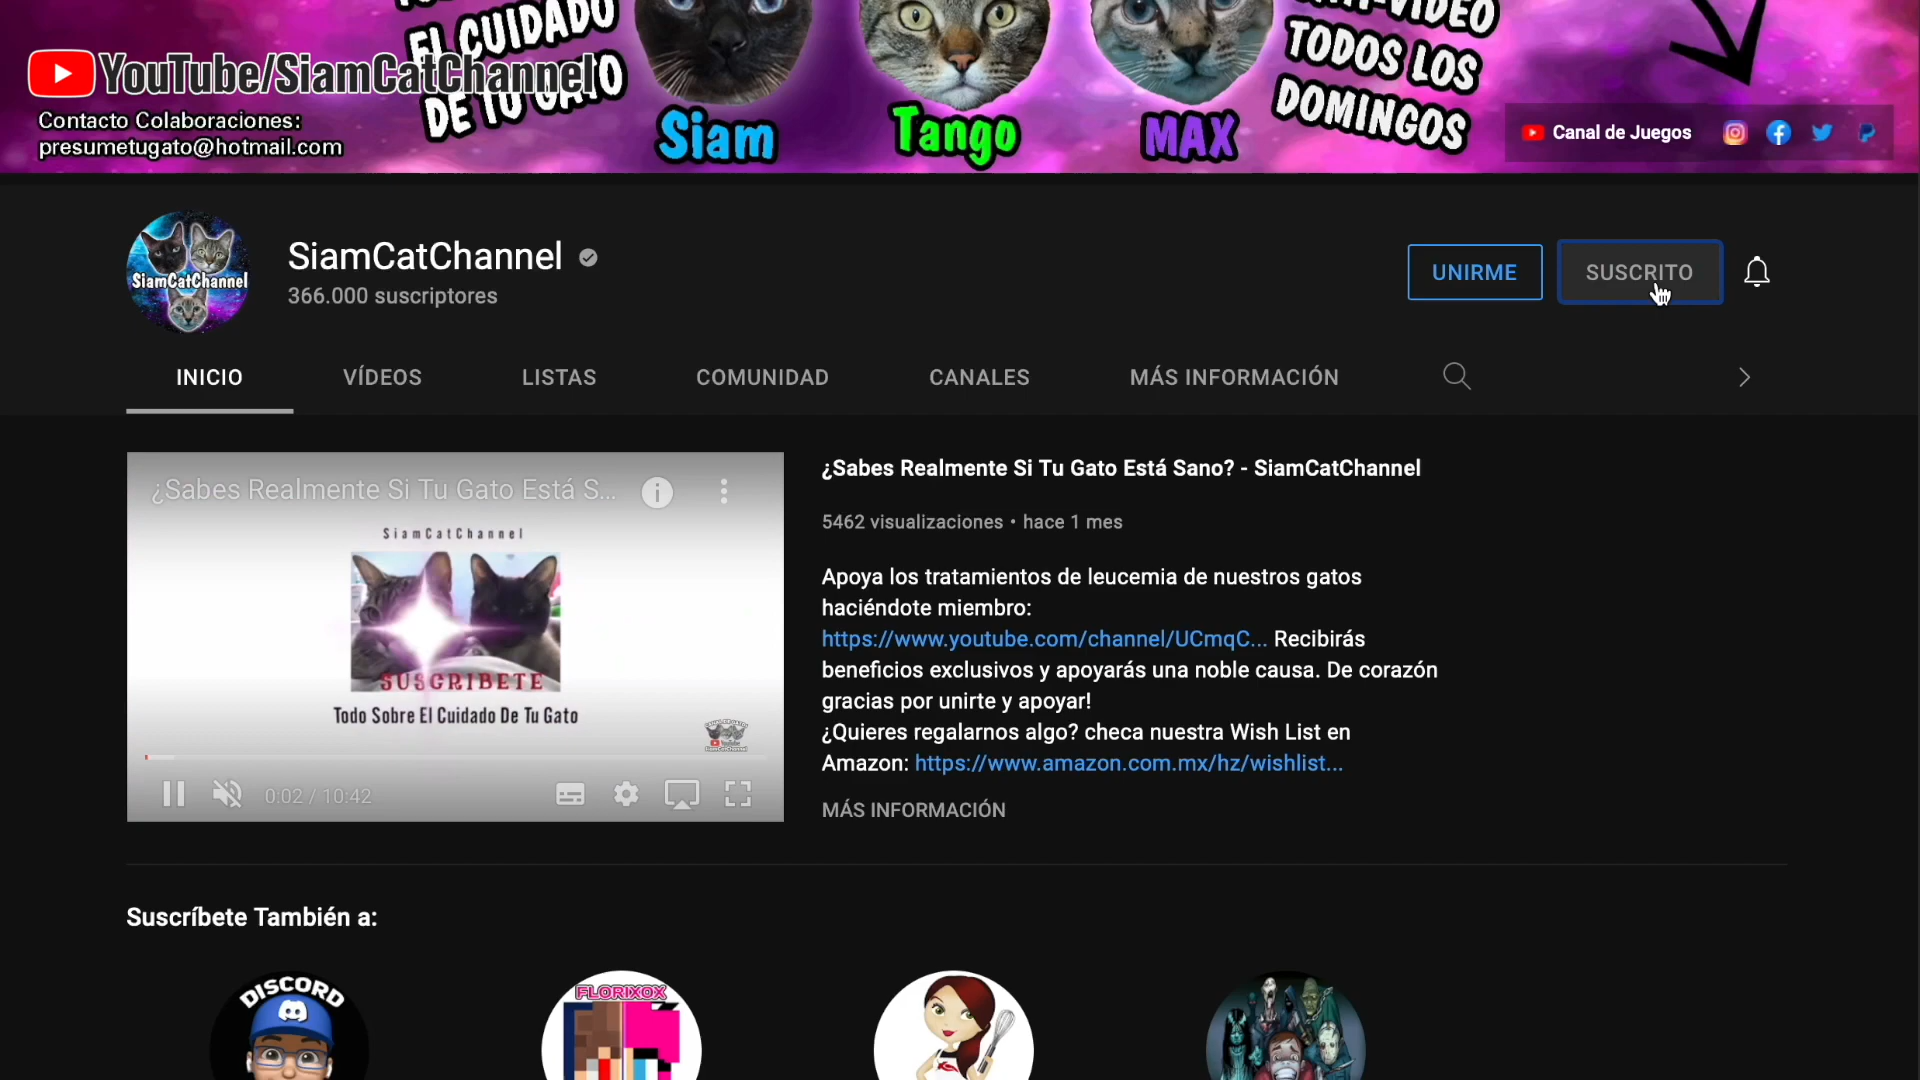 EL CUIDADO
DE TU GATO
VIDEO
TODOS LOS
DOMINGOS
YouTube/SiamCatChannel
Contacto Colaboraciones:
presumetugato@hotmail.com
Siam
Tango
MAX
Canal de Juegos
SiamCatChannel
SiamCatChannel
366.000 suscriptores
UNIRME
SUSCRITO
INICIO
VÍDEOS
LISTAS
COMUNIDAD
CANALES
MÁS INFORMACIÓN
¿Sabes Realmente Si Tu Gato Está S...
SiamCatChannel
SUSCRIBETE
Todo Sobre El Cuidado De Tu Gato
0:02 / 10:42
¿Sabes Realmente Si Tu Gato Está Sano? - SiamCatChannel
5462 visualizaciones • hace 1 mes
Apoya los tratamientos de leucemia de nuestros gatos
haciéndote miembro:
https://www.youtube.com/channel/UCmqC... Recibirás
beneficios exclusivos y apoyarás una noble causa. De corazón
gracias por unirte y apoyar!
¿Quieres regalarnos algo? checa nuestra Wish List en
Amazon: https://www.amazon.com.mx/hz/wishlist...
MÁS INFORMACIÓN
Suscríbete También a:
DISCORD
FLORIXOX